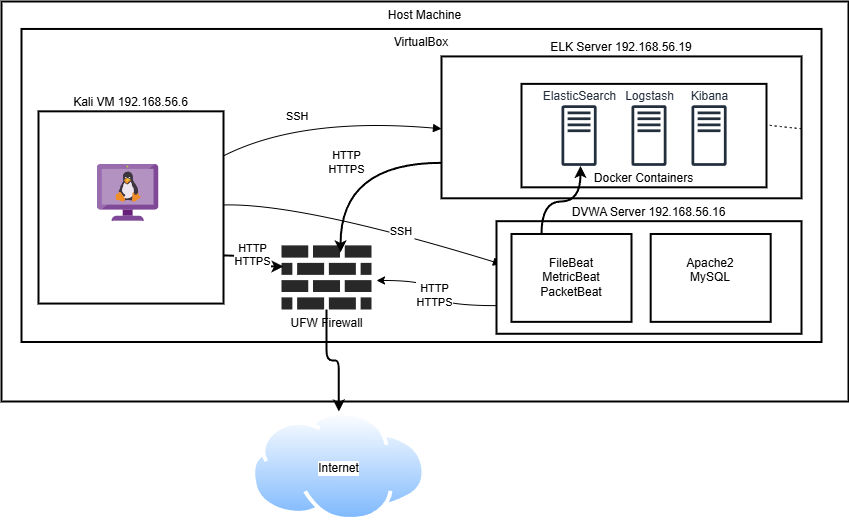 Host Machine
VirtualBox
ELK Server 192.168.56.19
Kali VM 192.168.56.6
ElasticSearch
Logstash
Kibana
SSH
HTTP
HTTPS
Docker Containers
DVWA Server 192.168.56.16
SSH
HTTP
HTTPS
FileBeat
MetricBeat
PacketBeat
Apache2
MySQL
HTTP
HTTPS
UFW Firewall
Internet